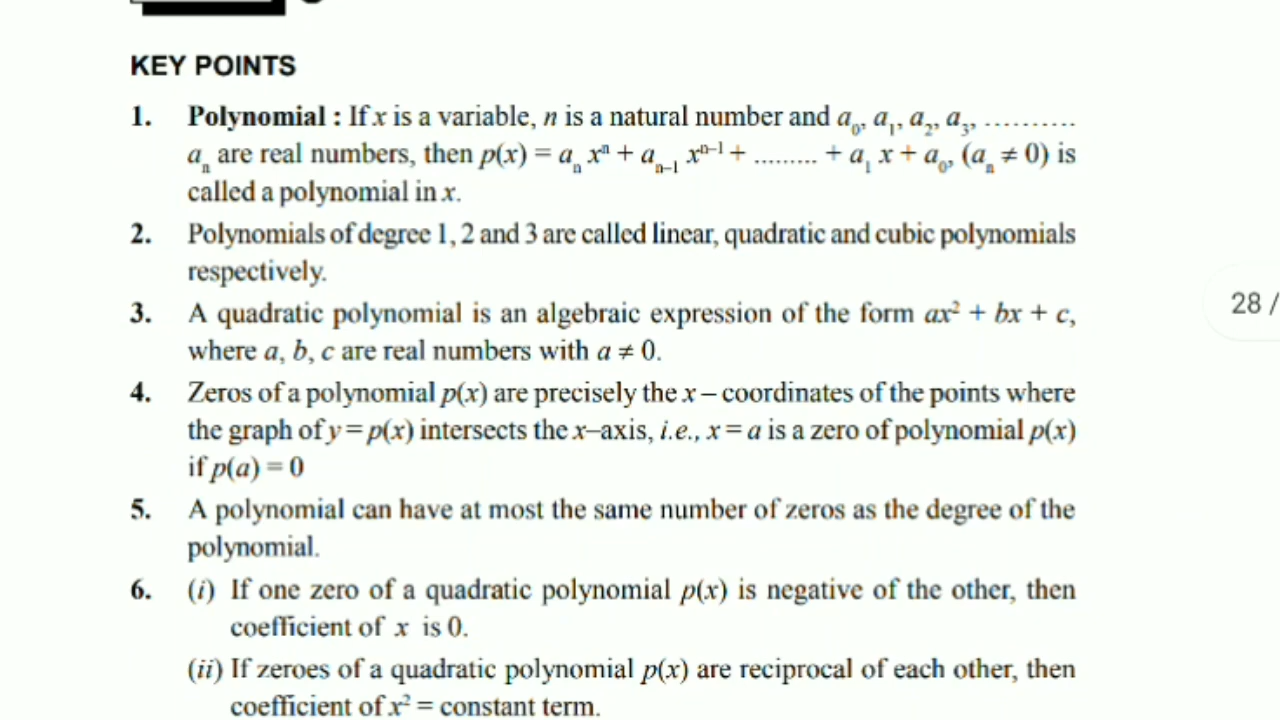 KEY POINTS
1. Polynomial : If x is a variable, n is a natural number and a₀, a₁, a₂, a₃, ..........
aₙ are real numbers, then p(x) = aₙ xⁿ + aₙ₋₁ xⁿ⁻¹ + ......... + a₁ x + a₀, (aₙ ≠ 0) is
called a polynomial in x.
2. Polynomials of degree 1, 2 and 3 are called linear, quadratic and cubic polynomials
respectively.
3. A quadratic polynomial is an algebraic expression of the form ax² + bx + c,
where a, b, c are real numbers with a ≠ 0.
4. Zeros of a polynomial p(x) are precisely the x – coordinates of the points where
the graph of y = p(x) intersects the x–axis, i.e., x = a is a zero of polynomial p(x)
if p(a) = 0
5. A polynomial can have at most the same number of zeros as the degree of the
polynomial.
6. (i) If one zero of a quadratic polynomial p(x) is negative of the other, then
coefficient of x is 0.
(ii) If zeroes of a quadratic polynomial p(x) are reciprocal of each other, then
coefficient of x² = constant term.
28 /